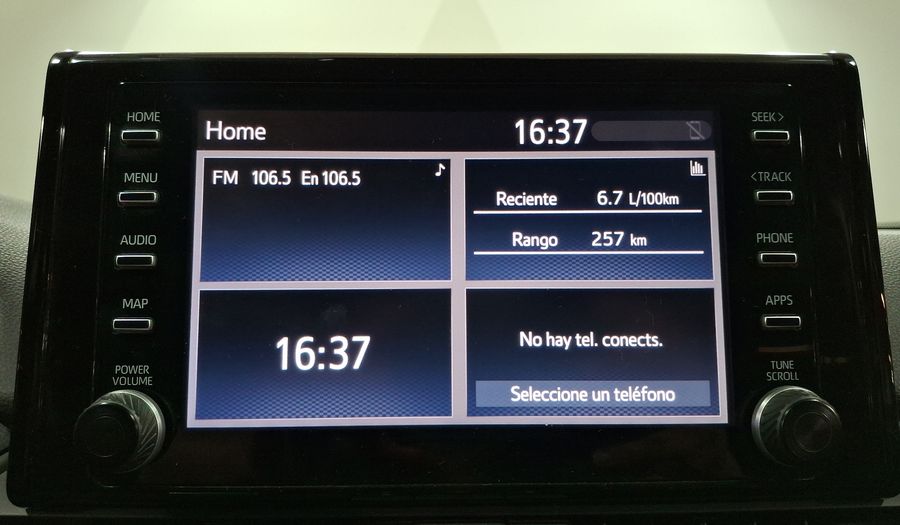 HOME
MENU
AUDIO
MAP
POWER
VOLUME
Home 16:37
FM 106.5 En 106.5
Reciente 6.7 L/100km
Rango 257 km
16:37
No hay tel. conects.
Seleccione un teléfono
SEEK >
< TRACK
PHONE
APPS
TUNE
SCROLL